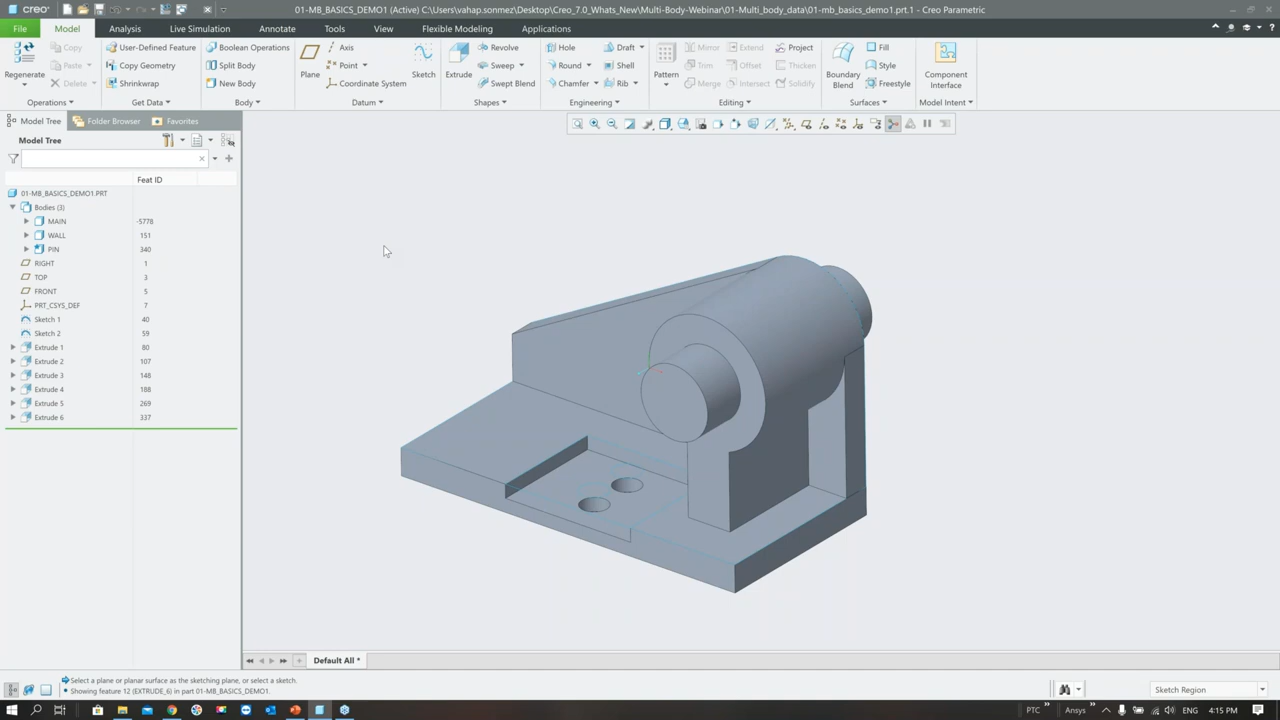 creo
01-MB_BASICS_DEMO1 (Active) C:\Users\vahap.sonmez\Desktop\Creo_7.0_Whats_New\Multi-Body-Webinar\01-Multi_body_data\01-mb_basics_demo1.prt.1 - Creo Parametric
File Model Analysis Live Simulation Annotate Tools View Flexible Modeling Applications
Regenerate
Copy
Paste
Delete
Operations
User-Defined Feature
Copy Geometry
Shrinkwrap
Get Data
Boolean Operations
Split Body
New Body
Body
Plane
Axis
Point
Coordinate System
Sketch
Datum
Extrude
Revolve
Sweep
Swept Blend
Shapes
Hole
Round
Chamfer
Draft
Shell
Rib
Engineering
Pattern
Mirror
Trim
Merge
Extend
Offset
Intersect
Project
Thicken
Solidify
Editing
Boundary
Blend
Fill
Style
Freestyle
Surfaces
Component
Interface
Model Intent
Model Tree Folder Browser Favorites
Model Tree
Feat ID
01-MB_BASICS_DEMO1.PRT
Bodies (3)
MAIN -5778
WALL 151
PIN 340
RIGHT 1
TOP 3
FRONT 5
PRT_CSYS_DEF 7
Sketch 1 40
Sketch 2 59
Extrude 1 80
Extrude 2 107
Extrude 3 148
Extrude 4 188
Extrude 5 269
Extrude 6 337
Default All *
Select a plane or planar surface as the sketching plane, or select a sketch.
Showing feature 12 (EXTRUDE_6) in part 01-MB_BASICS_DEMO1.
Sketch Region
PTC Ansys ENG 4:15 PM